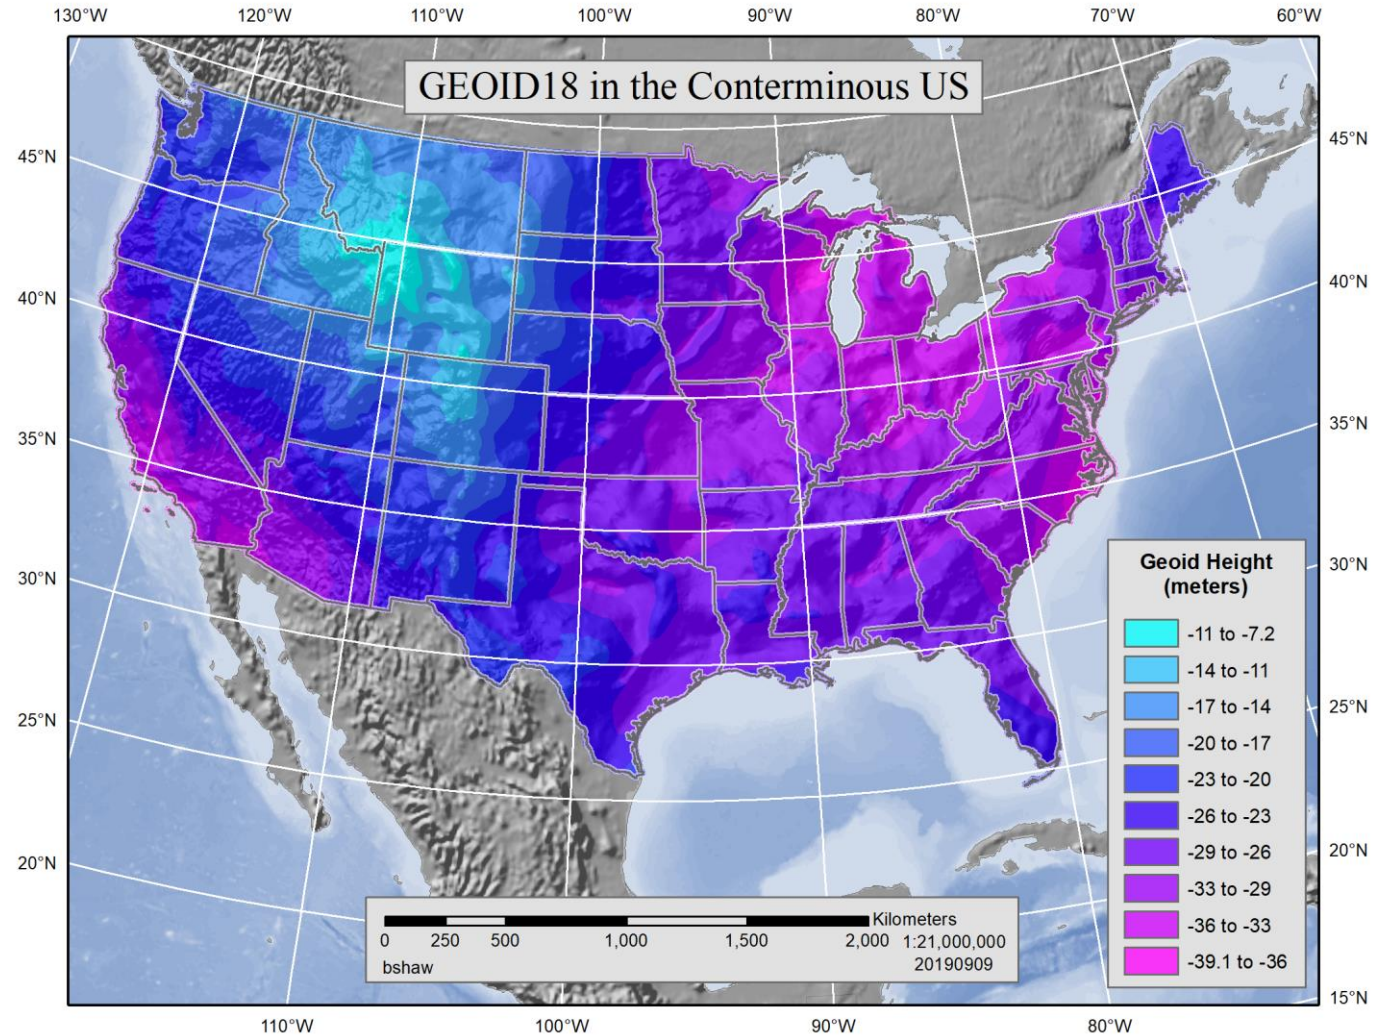 130°W 120°W 110°W 100°W 90°W 80°W 70°W 60°W
GEOID18 in the Conterminous US
45°N 45°N
40°N 40°N
35°N 35°N
30°N 30°N
25°N 25°N
20°N 20°N
15°N
Geoid Height
(meters)
-11 to -7.2
-14 to -11
-17 to -14
-20 to -17
-23 to -20
-26 to -23
-29 to -26
-33 to -29
-36 to -33
-39.1 to -36
Kilometers
0 250 500 1,000 1,500 2,000 1:21,000,000
bshaw 20190909
110°W 100°W 90°W 80°W